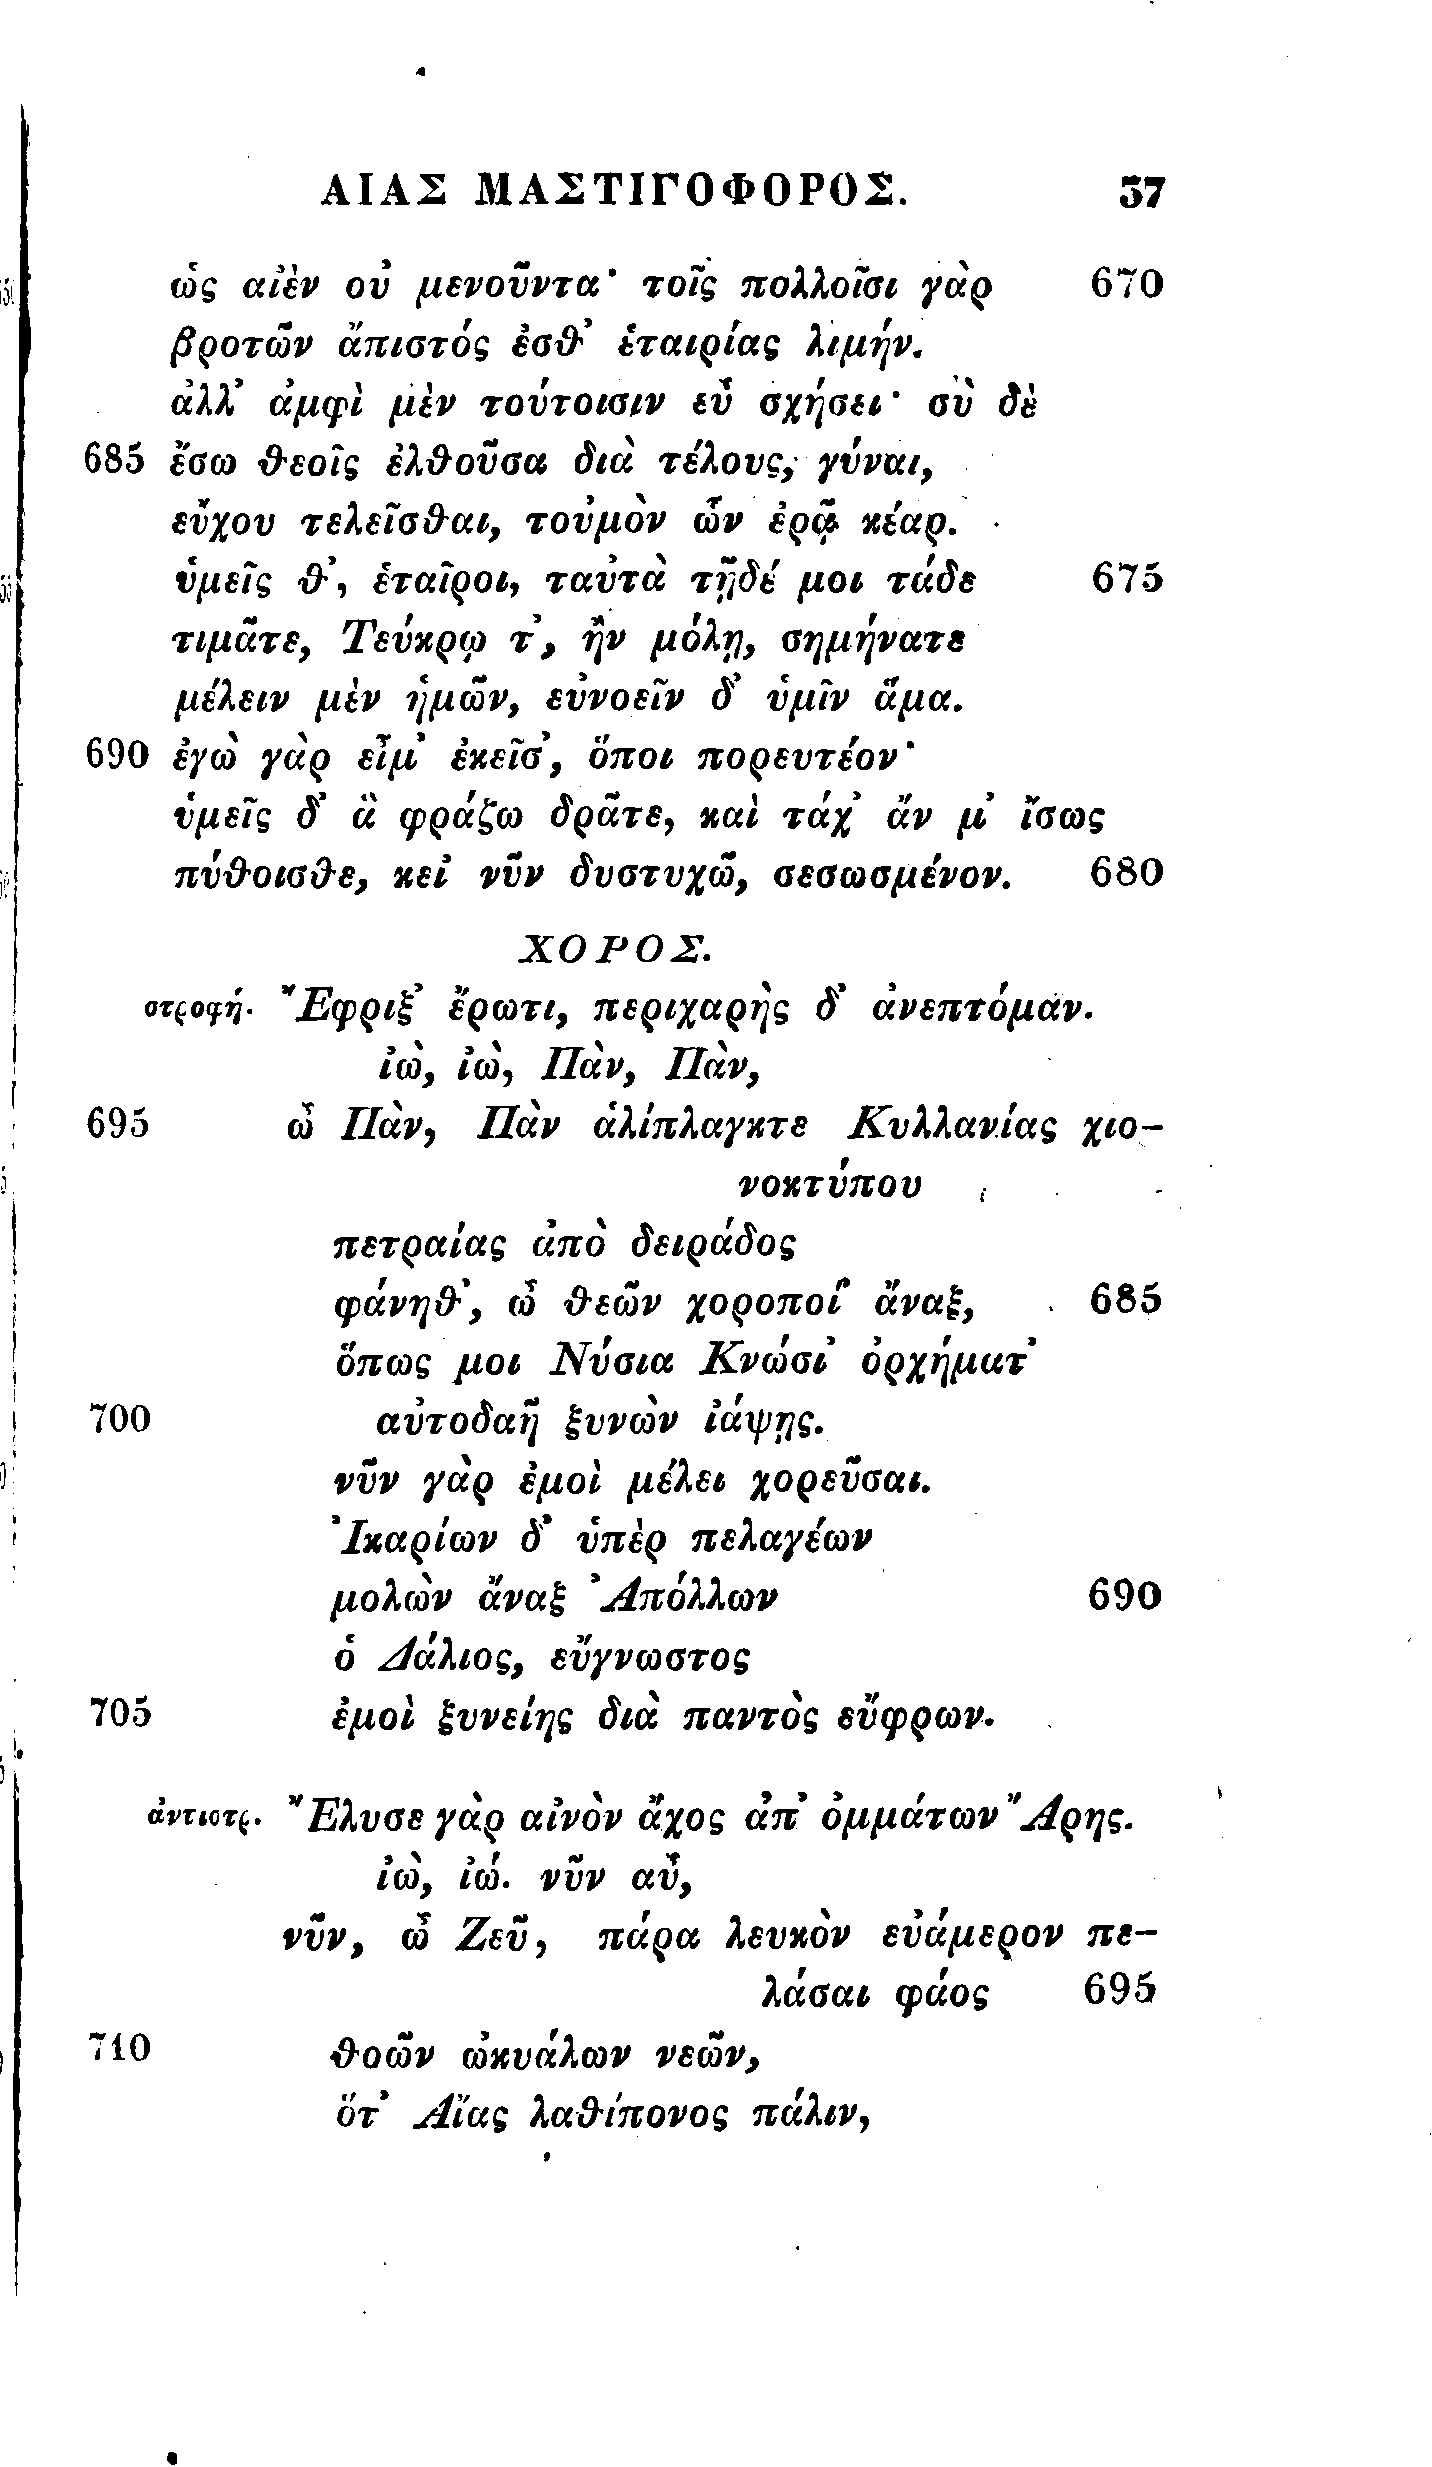 ΑΙΑΣ ΜΑΣΤΙΓΟΦΟΡΟΣ. 37
ὡς αἰὲν οὐ μενοῦντα· τοῖς πολλοῖσι γὰρ 670
βροτῶν ἄπιστός ἐσθ' ἑταιρίας λιμήν.
ἀλλ' ἀμφὶ μὲν τούτοισιν εὖ σχήσει· σὺ δὲ
685 ἔσω θεοῖς ἐλθοῦσα διὰ τέλους, γύναι,
εὔχου τελεῖσθαι, τοὐμὸν ὧν ἐρᾷ κέαρ.
ὑμεῖς θ', ἑταῖροι, ταὐτὰ τῇδέ μοι τάδε 675
τιμᾶτε, Τεύκρῳ τ', ἢν μόλῃ, σημήνατε
μέλειν μὲν ἡμῶν, εὐνοεῖν δ' ὑμῖν ἅμα.
690 ἐγὼ γὰρ εἶμ' ἐκεῖσ', ὅποι πορευτέον·
ὑμεῖς δ' ἃ φράζω δρᾶτε, καὶ τάχ' ἄν μ' ἴσως
πύθοισθε, κεἰ νῦν δυστυχῶ, σεσωσμένον. 680
ΧΟΡΟΣ.
στροφή. Ἔφριξ' ἔρωτι, περιχαρὴς δ' ἀνεπτόμαν.
ἰὼ, ἰὼ, Πὰν, Πὰν,
695 ὦ Πὰν, Πὰν ἁλίπλαγκτε Κυλλανίας χιο-
νοκτύπου
πετραίας ἀπὸ δειράδος
φάνηθ', ὦ θεῶν χοροποί' ἄναξ, 685
ὅπως μοι Νύσια Κνώσι' ὀρχήματ'
700 αὐτοδαῆ ξυνὼν ἰάψῃς.
νῦν γὰρ ἐμοὶ μέλει χορεῦσαι.
Ἰκαρίων δ' ὑπὲρ πελαγέων
μολὼν ἄναξ Ἀπόλλων 690
ὁ Δάλιος, εὔγνωστος
705 ἐμοὶ ξυνείης διὰ παντὸς εὔφρων.
ἀντιστρ. Ἔλυσε γὰρ αἰνὸν ἄχος ἀπ' ὀμμάτων Ἄρης.
ἰὼ, ἰώ. νῦν αὖ,
νῦν, ὦ Ζεῦ, πάρα λευκὸν εὐάμερον πε-
λάσαι φάος 695
710 θοῶν ὠκυάλων νεῶν,
ὅτ' Αἴας λαθίπονος πάλιν,